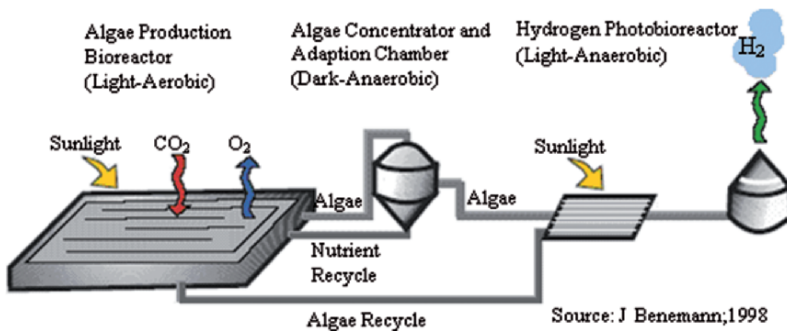 Algae Production
Bioreactor
(Light-Aerobic)
Algae Concentrator and
Adaption Chamber
(Dark-Anaerobic)
Hydrogen Photobioreactor
(Light-Anaerobic)
H2
Sunlight
CO2
O2
Sunlight
Algae
Algae
Nutrient
Recycle
Algae Recycle
Source: J Benemann;1998